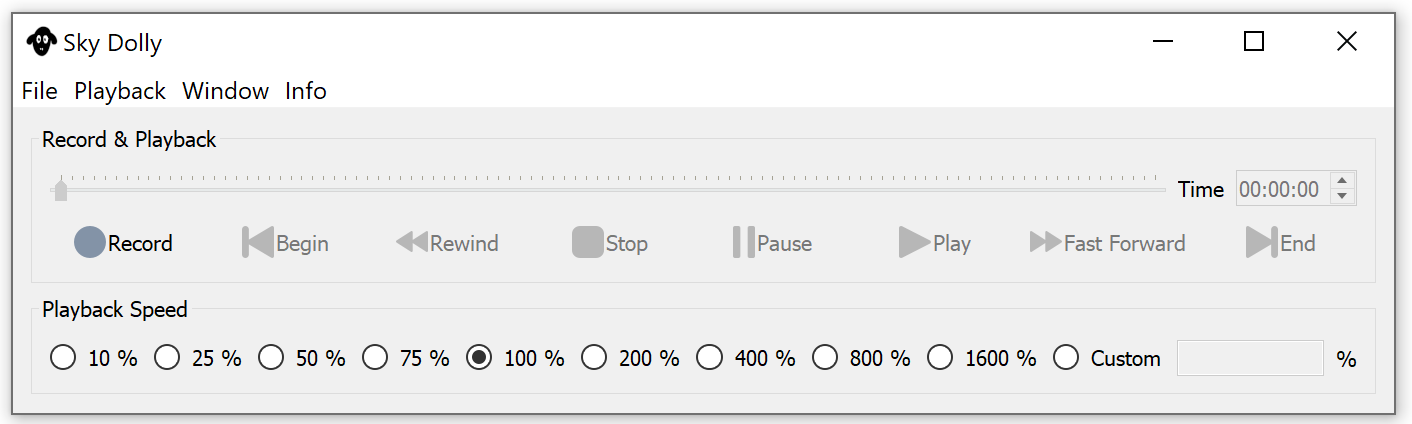 Sky Dolly
File Playback Window Info
Record & Playback
Time 00:00:00
Record Begin Rewind Stop Pause Play Fast Forward End
Playback Speed
10 % 25 % 50 % 75 % 100 % 200 % 400 % 800 % 1600 % Custom %